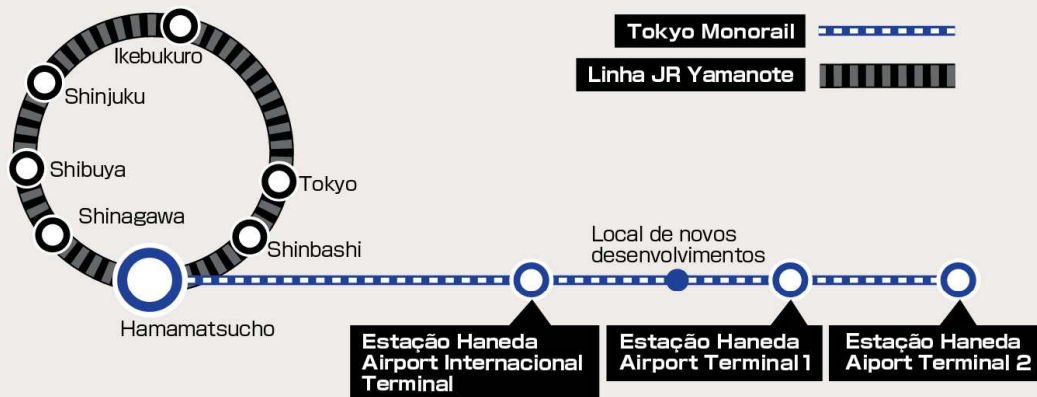 Tokyo Monorail
Linha JR Yamanote
Ikebukuro
Shinjuku
Shibuya
Shinagawa
Tokyo
Shinbashi
Hamamatsucho
Local de novos
desenvolvimentos
Estação Haneda
Airport Internacional
Terminal
Estação Haneda
Airport Terminal 1
Estação Haneda
Aiport Terminal 2